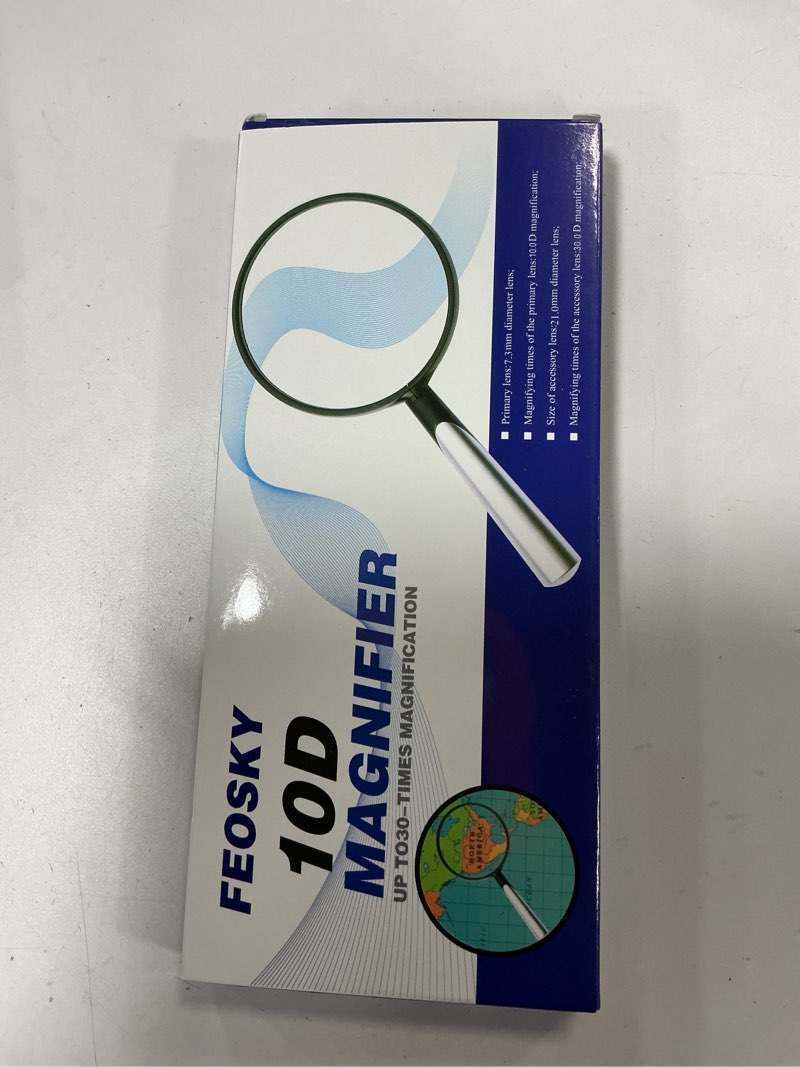 FEOSKY
10D
MAGNIFIER
UP TO30-TIMES MAGNIFICATION
Primary lens:7.3mm diameter lens;
Magnifying times of the primary lens:10.0D magnification;
Size of accessory lens:21.0mm diameter lens;
Magnifying times of the accessory lens:30.0D magnification;
NORTH
AMERICA